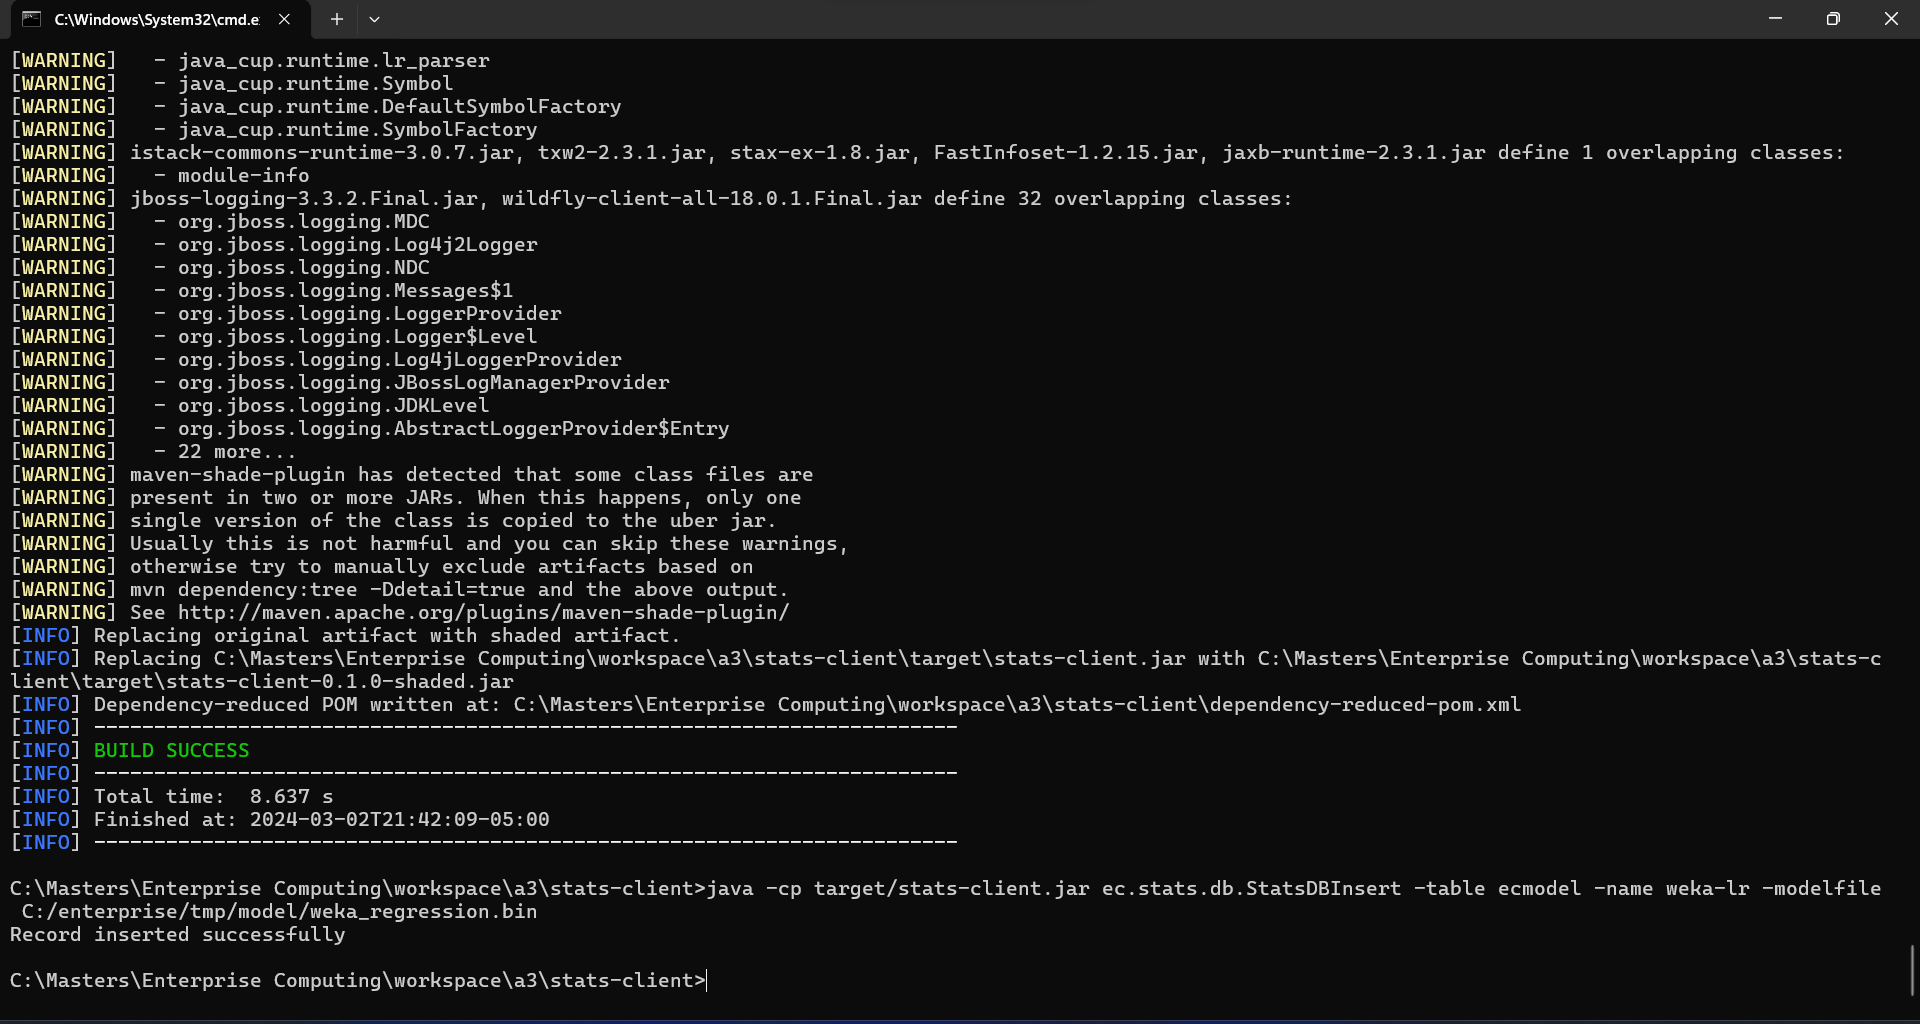 C:\Windows\System32\cmd.e
[WARNING]   - java_cup.runtime.lr_parser
[WARNING]   - java_cup.runtime.Symbol
[WARNING]   - java_cup.runtime.DefaultSymbolFactory
[WARNING]   - java_cup.runtime.SymbolFactory
[WARNING] istack-commons-runtime-3.0.7.jar, txw2-2.3.1.jar, stax-ex-1.8.jar, FastInfoset-1.2.15.jar, jaxb-runtime-2.3.1.jar define 1 overlapping classes:
[WARNING]   - module-info
[WARNING] jboss-logging-3.3.2.Final.jar, wildfly-client-all-18.0.1.Final.jar define 32 overlapping classes:
[WARNING]   - org.jboss.logging.MDC
[WARNING]   - org.jboss.logging.Log4j2Logger
[WARNING]   - org.jboss.logging.NDC
[WARNING]   - org.jboss.logging.Messages$1
[WARNING]   - org.jboss.logging.LoggerProvider
[WARNING]   - org.jboss.logging.Logger$Level
[WARNING]   - org.jboss.logging.Log4jLoggerProvider
[WARNING]   - org.jboss.logging.JBossLogManagerProvider
[WARNING]   - org.jboss.logging.JDKLevel
[WARNING]   - org.jboss.logging.AbstractLoggerProvider$Entry
[WARNING]   - 22 more...
[WARNING] maven-shade-plugin has detected that some class files are
[WARNING] present in two or more JARs. When this happens, only one
[WARNING] single version of the class is copied to the uber jar.
[WARNING] Usually this is not harmful and you can skip these warnings,
[WARNING] otherwise try to manually exclude artifacts based on
[WARNING] mvn dependency:tree -Ddetail=true and the above output.
[WARNING] See http://maven.apache.org/plugins/maven-shade-plugin/
[INFO] Replacing original artifact with shaded artifact.
[INFO] Replacing C:\Masters\Enterprise Computing\workspace\a3\stats-client\target\stats-client.jar with C:\Masters\Enterprise Computing\workspace\a3\stats-c
lient\target\stats-client-0.1.0-shaded.jar
[INFO] Dependency-reduced POM written at: C:\Masters\Enterprise Computing\workspace\a3\stats-client\dependency-reduced-pom.xml
[INFO] ------------------------------------------------------------------------
[INFO] BUILD SUCCESS
[INFO] ------------------------------------------------------------------------
[INFO] Total time:  8.637 s
[INFO] Finished at: 2024-03-02T21:42:09-05:00
[INFO] ------------------------------------------------------------------------
C:\Masters\Enterprise Computing\workspace\a3\stats-client>java -cp target/stats-client.jar ec.stats.db.StatsDBInsert -table ecmodel -name weka-lr -modelfile
 C:/enterprise/tmp/model/weka_regression.bin
Record inserted successfully
C:\Masters\Enterprise Computing\workspace\a3\stats-client>